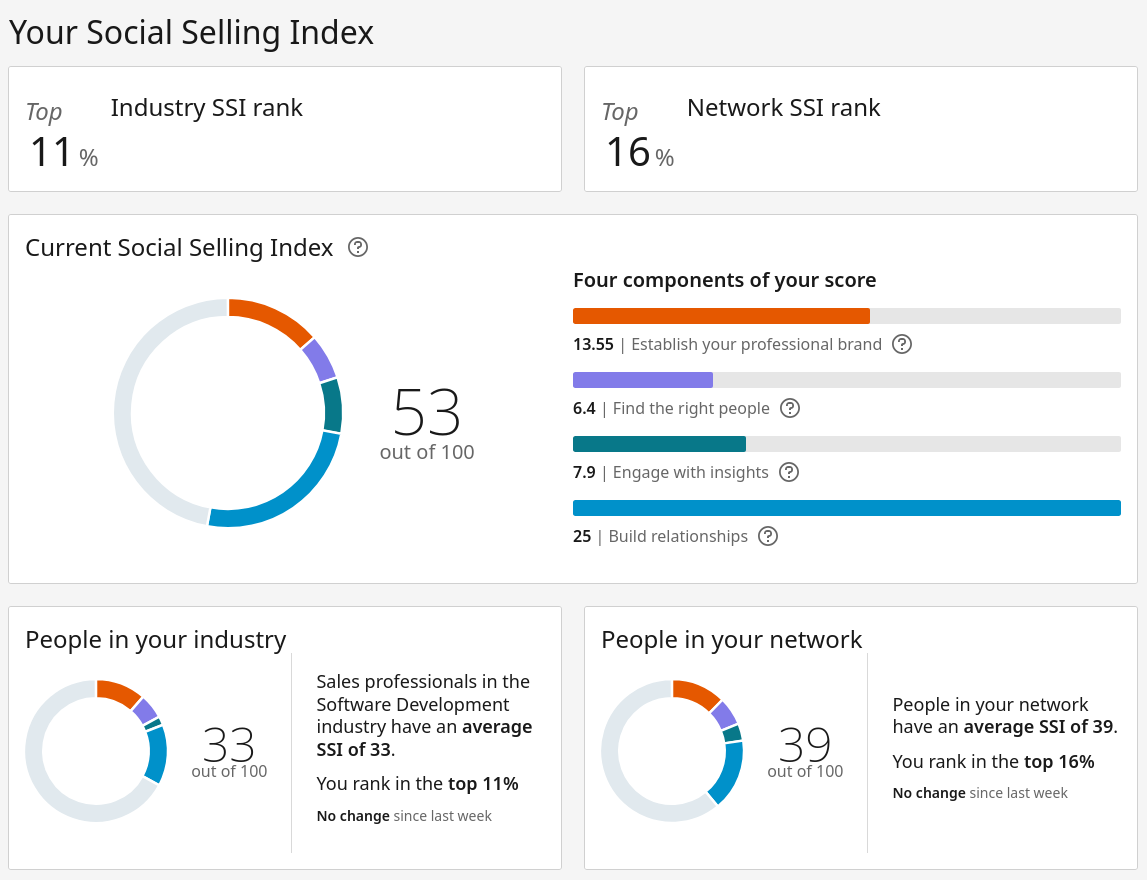 Your Social Selling Index
Top
Industry SSI rank
11 %
Top
Network SSI rank
16 %
Current Social Selling Index ?
53
out of 100
Four components of your score
13.55 | Establish your professional brand ?
6.4 | Find the right people ?
7.9 | Engage with insights ?
25 | Build relationships ?
People in your industry
33
out of 100
Sales professionals in the
Software Development
industry have an average
SSI of 33.
You rank in the top 11%
No change since last week
People in your network
39
out of 100
People in your network
have an average SSI of 39.
You rank in the top 16%
No change since last week